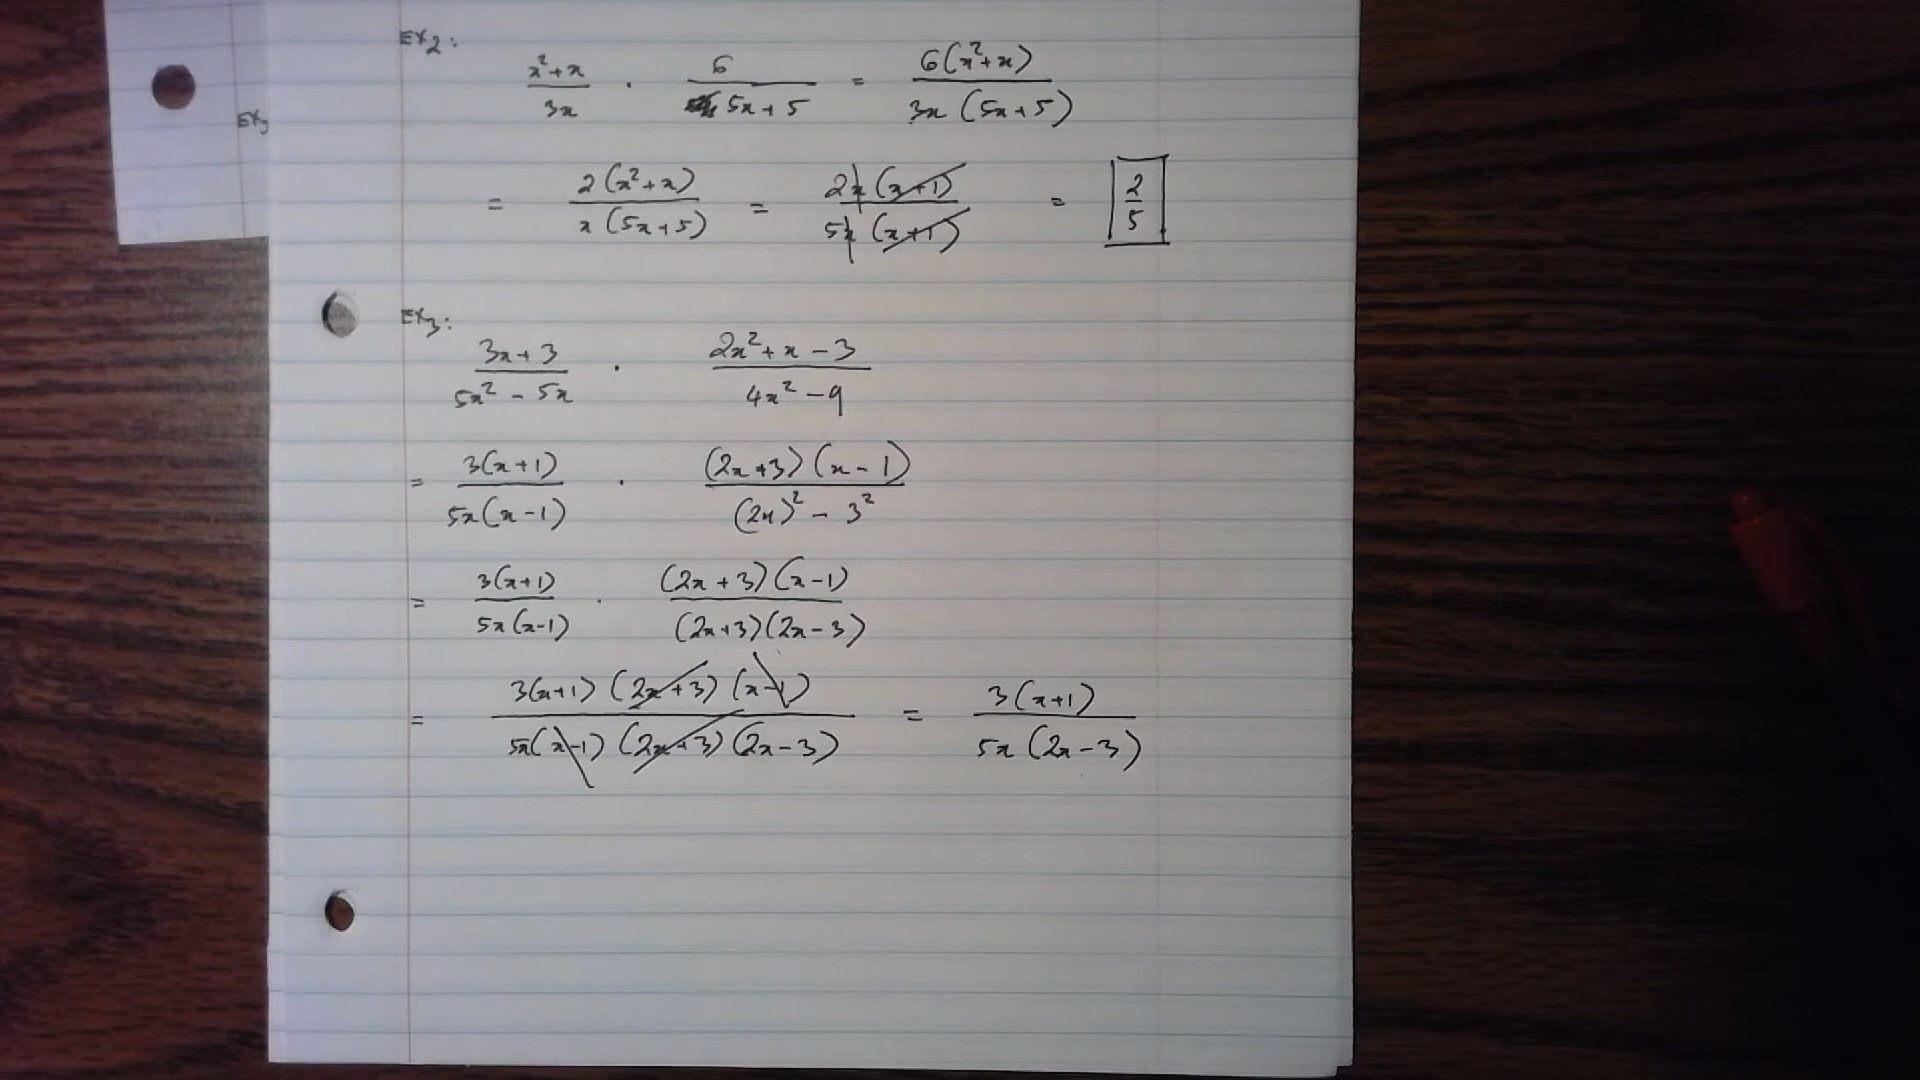 Ex2:
x²+x / 3x · 6 / 5x+5 = 6(x²+x) / 3x(5x+5)
Ex3
= 2(x²+x) / x(5x+5) = 2x(x+1) / 5x(x+1) = 2/5
Ex3:
3x+3 / 5x²-5x · 2x²+x-3 / 4x²-9
= 3(x+1) / 5x(x-1) · (2x+3)(x-1) / (2x)²-3²
= 3(x+1) / 5x(x-1) · (2x+3)(x-1) / (2x+3)(2x-3)
= 3(x+1)(2x+3)(x-1) / 5x(x-1)(2x+3)(2x-3) = 3(x+1) / 5x(2x-3)